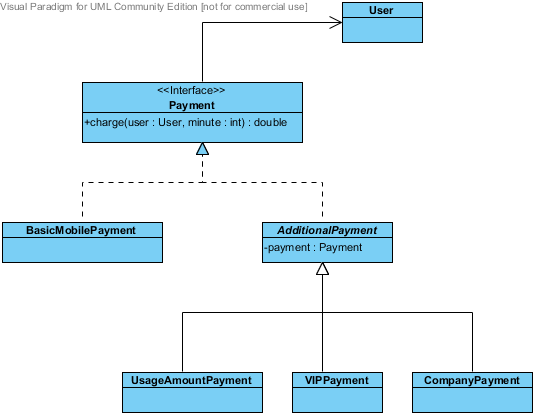 Visual Paradigm for UML Community Edition [not for commercial use]
User
<<Interface>>
Payment
+charge(user : User, minute : int) : double
BasicMobilePayment
AdditionalPayment
-payment : Payment
UsageAmountPayment
VIPPayment
CompanyPayment